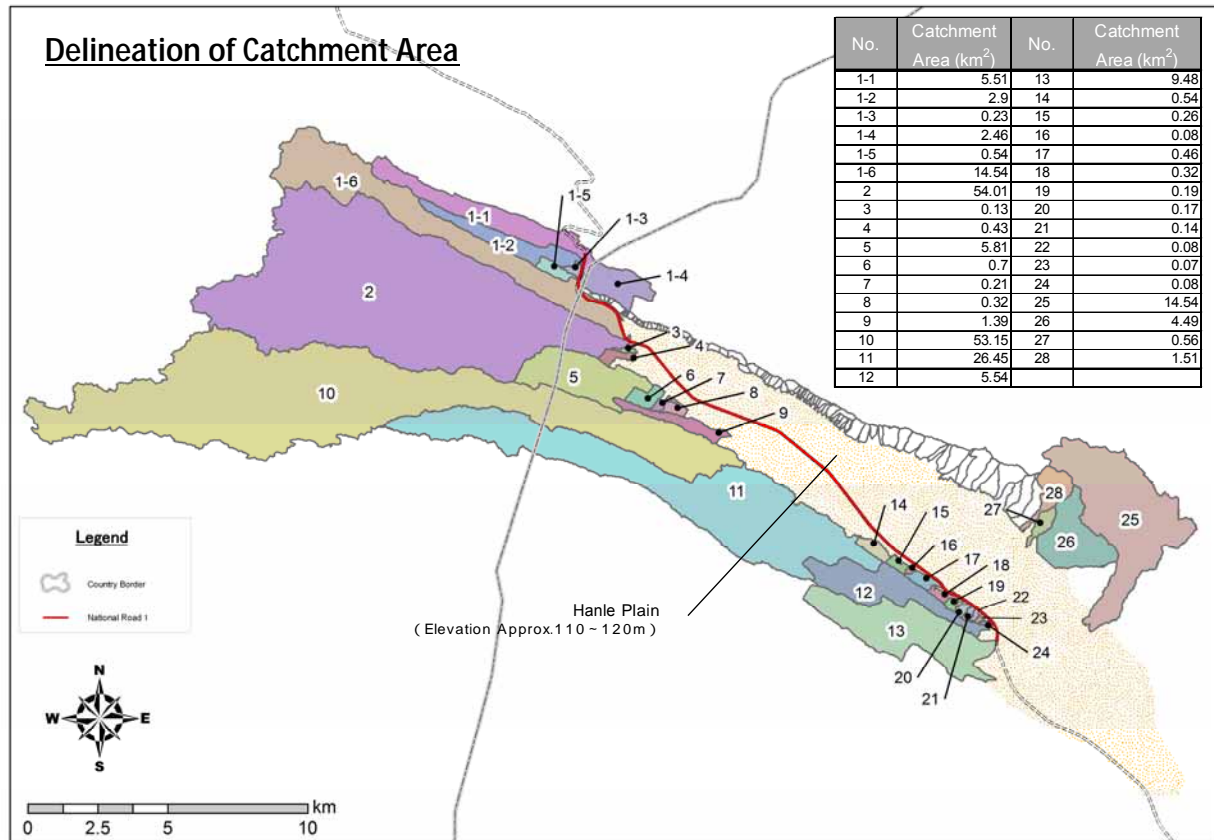 Delineation of Catchment Area
No. Catchment Area (km2) No. Catchment Area (km2)
1-1 5.51 13 9.48
1-2 2.9 14 0.54
1-3 0.23 15 0.26
1-4 2.46 16 0.08
1-5 0.54 17 0.46
1-6 14.54 18 0.32
2 54.01 19 0.19
3 0.13 20 0.17
4 0.43 21 0.14
5 5.81 22 0.08
6 0.7 23 0.07
7 0.21 24 0.08
8 0.32 25 14.54
9 1.39 26 4.49
10 53.15 27 0.56
11 26.45 28 1.51
12 5.54
1-6
1-1
1-5
1-3
1-2
1-4
2
3
4
5
6
7
8
10
9
11
14
15
16
17
18
19
22
23
24
12
13
20
21
27
28
25
26
Hanle Plain
(Elevation Approx.110~120m)
Legend
Country Border
National Road 1
N
W E
S
km
0 2.5 5 10